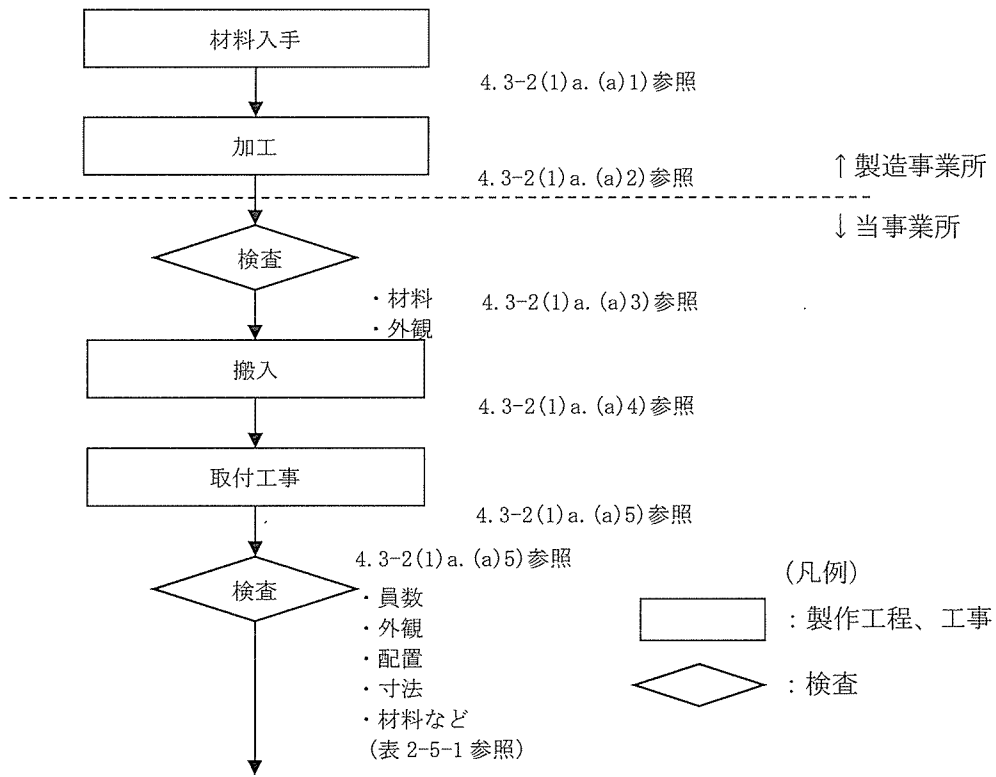 材料入手
4.3-2(1)a.(a)1)参照
加工
4.3-2(1)a.(a)2)参照
↑製造事業所
↓当事業所
検査
・材料
・外観
4.3-2(1)a.(a)3)参照
搬入
4.3-2(1)a.(a)4)参照
取付工事
4.3-2(1)a.(a)5)参照
検査
4.3-2(1)a.(a)5)参照
・員数
・外観
・配置
・寸法
・材料など
(表 2-5-1 参照)
(凡例)
:製作工程、工事
:検査